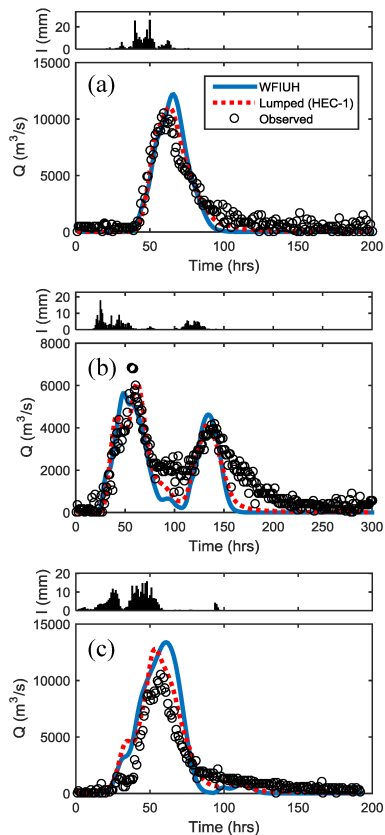 I (mm)
20
0
(a)
WFIUH
Lumped (HEC-1)
Observed
Q (m³/s)
15000
10000
5000
0
0 50 100 150 200
Time (hrs)
I (mm)
20
10
0
(b)
Q (m³/s)
8000
6000
4000
2000
0
0 50 100 150 200 250 300
Time (hrs)
I (mm)
20
10
0
(c)
Q (m³/s)
15000
10000
5000
0
0 50 100 150 200
Time (hrs)